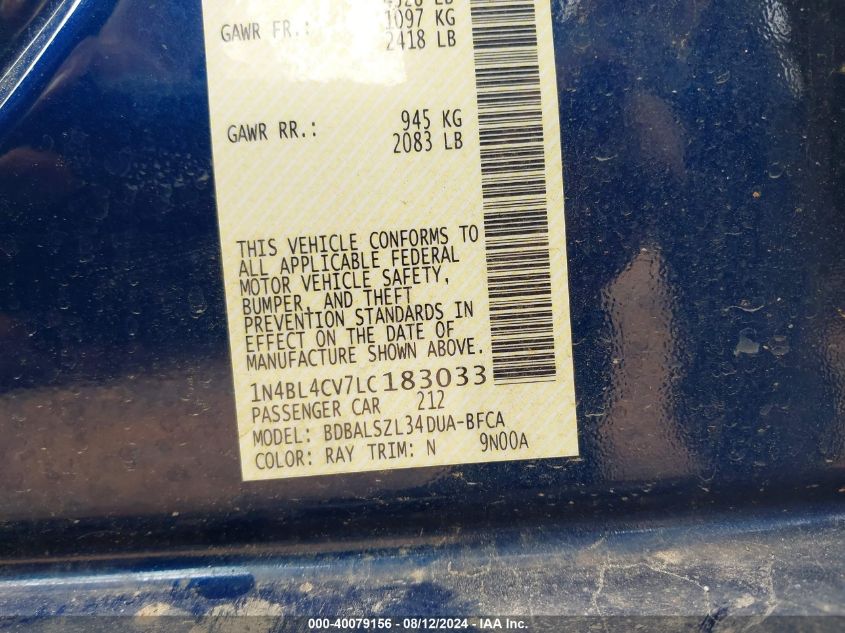 GAWR FR.: 1097 KG
2418 LB
GAWR RR.: 945 KG
2083 LB
THIS VEHICLE CONFORMS TO
ALL APPLICABLE FEDERAL
MOTOR VEHICLE SAFETY,
BUMPER, AND THEFT
PREVENTION STANDARDS IN
EFFECT ON THE DATE OF
MANUFACTURE SHOWN ABOVE.
1N4BL4CV7LC183033
PASSENGER CAR 212
MODEL: BDBALSZL34DUA-BFCA
COLOR: RAY TRIM: N 9N00A
000-40079156 - 08/12/2024 - IAA Inc.